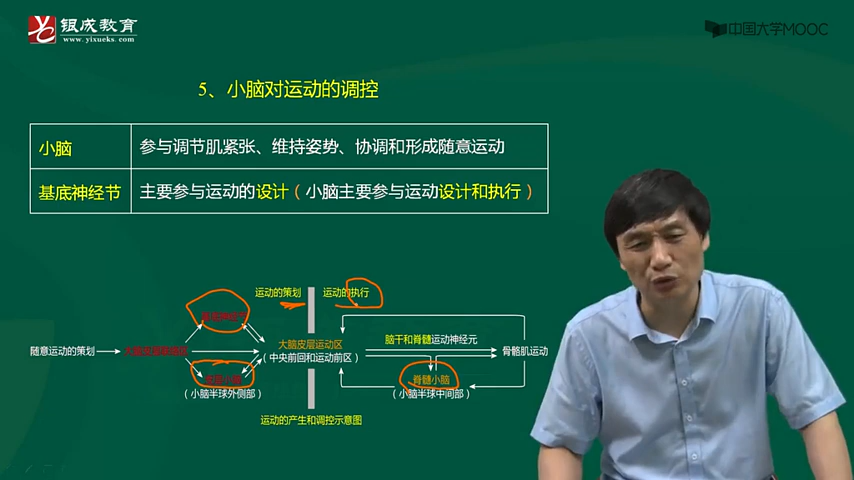 银成教育
www.yixueks.com
中国大学MOOC
5、小脑对运动的调控
小脑 参与调节肌紧张、维持姿势、协调和形成随意运动
基底神经节 主要参与运动的设计（小脑主要参与运动设计和执行）
运动的策划 运动的执行
随意运动的策划
大脑皮层运动区
（中央前回和运动前区）
脑干和脊髓运动神经元
骨骼肌运动
脊髓小脑
（小脑半球外侧部）
（小脑半球中间部）
运动的产生和调控示意图